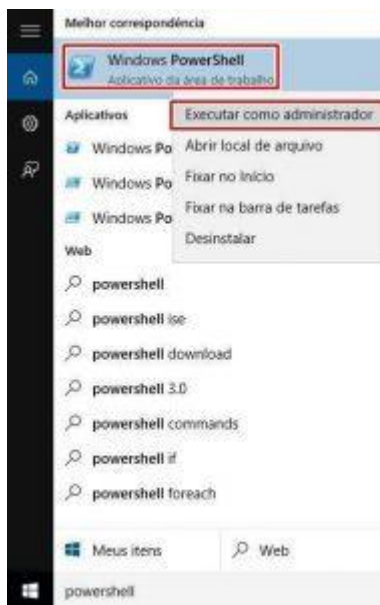 Melhor correspondência
Windows PowerShell
Aplicativo da área de trabalho
Executar como administrador
Aplicativos
Abrir local de arquivo
Windows Po
Fixar no Início
Windows Po
Fixar na barra de tarefas
Windows Po
Desinstalar
Web
powershell
powershell ise
powershell download
powershell 3.0
powershell commands
powershell if
powershell foreach
Meus itens
Web
powershell